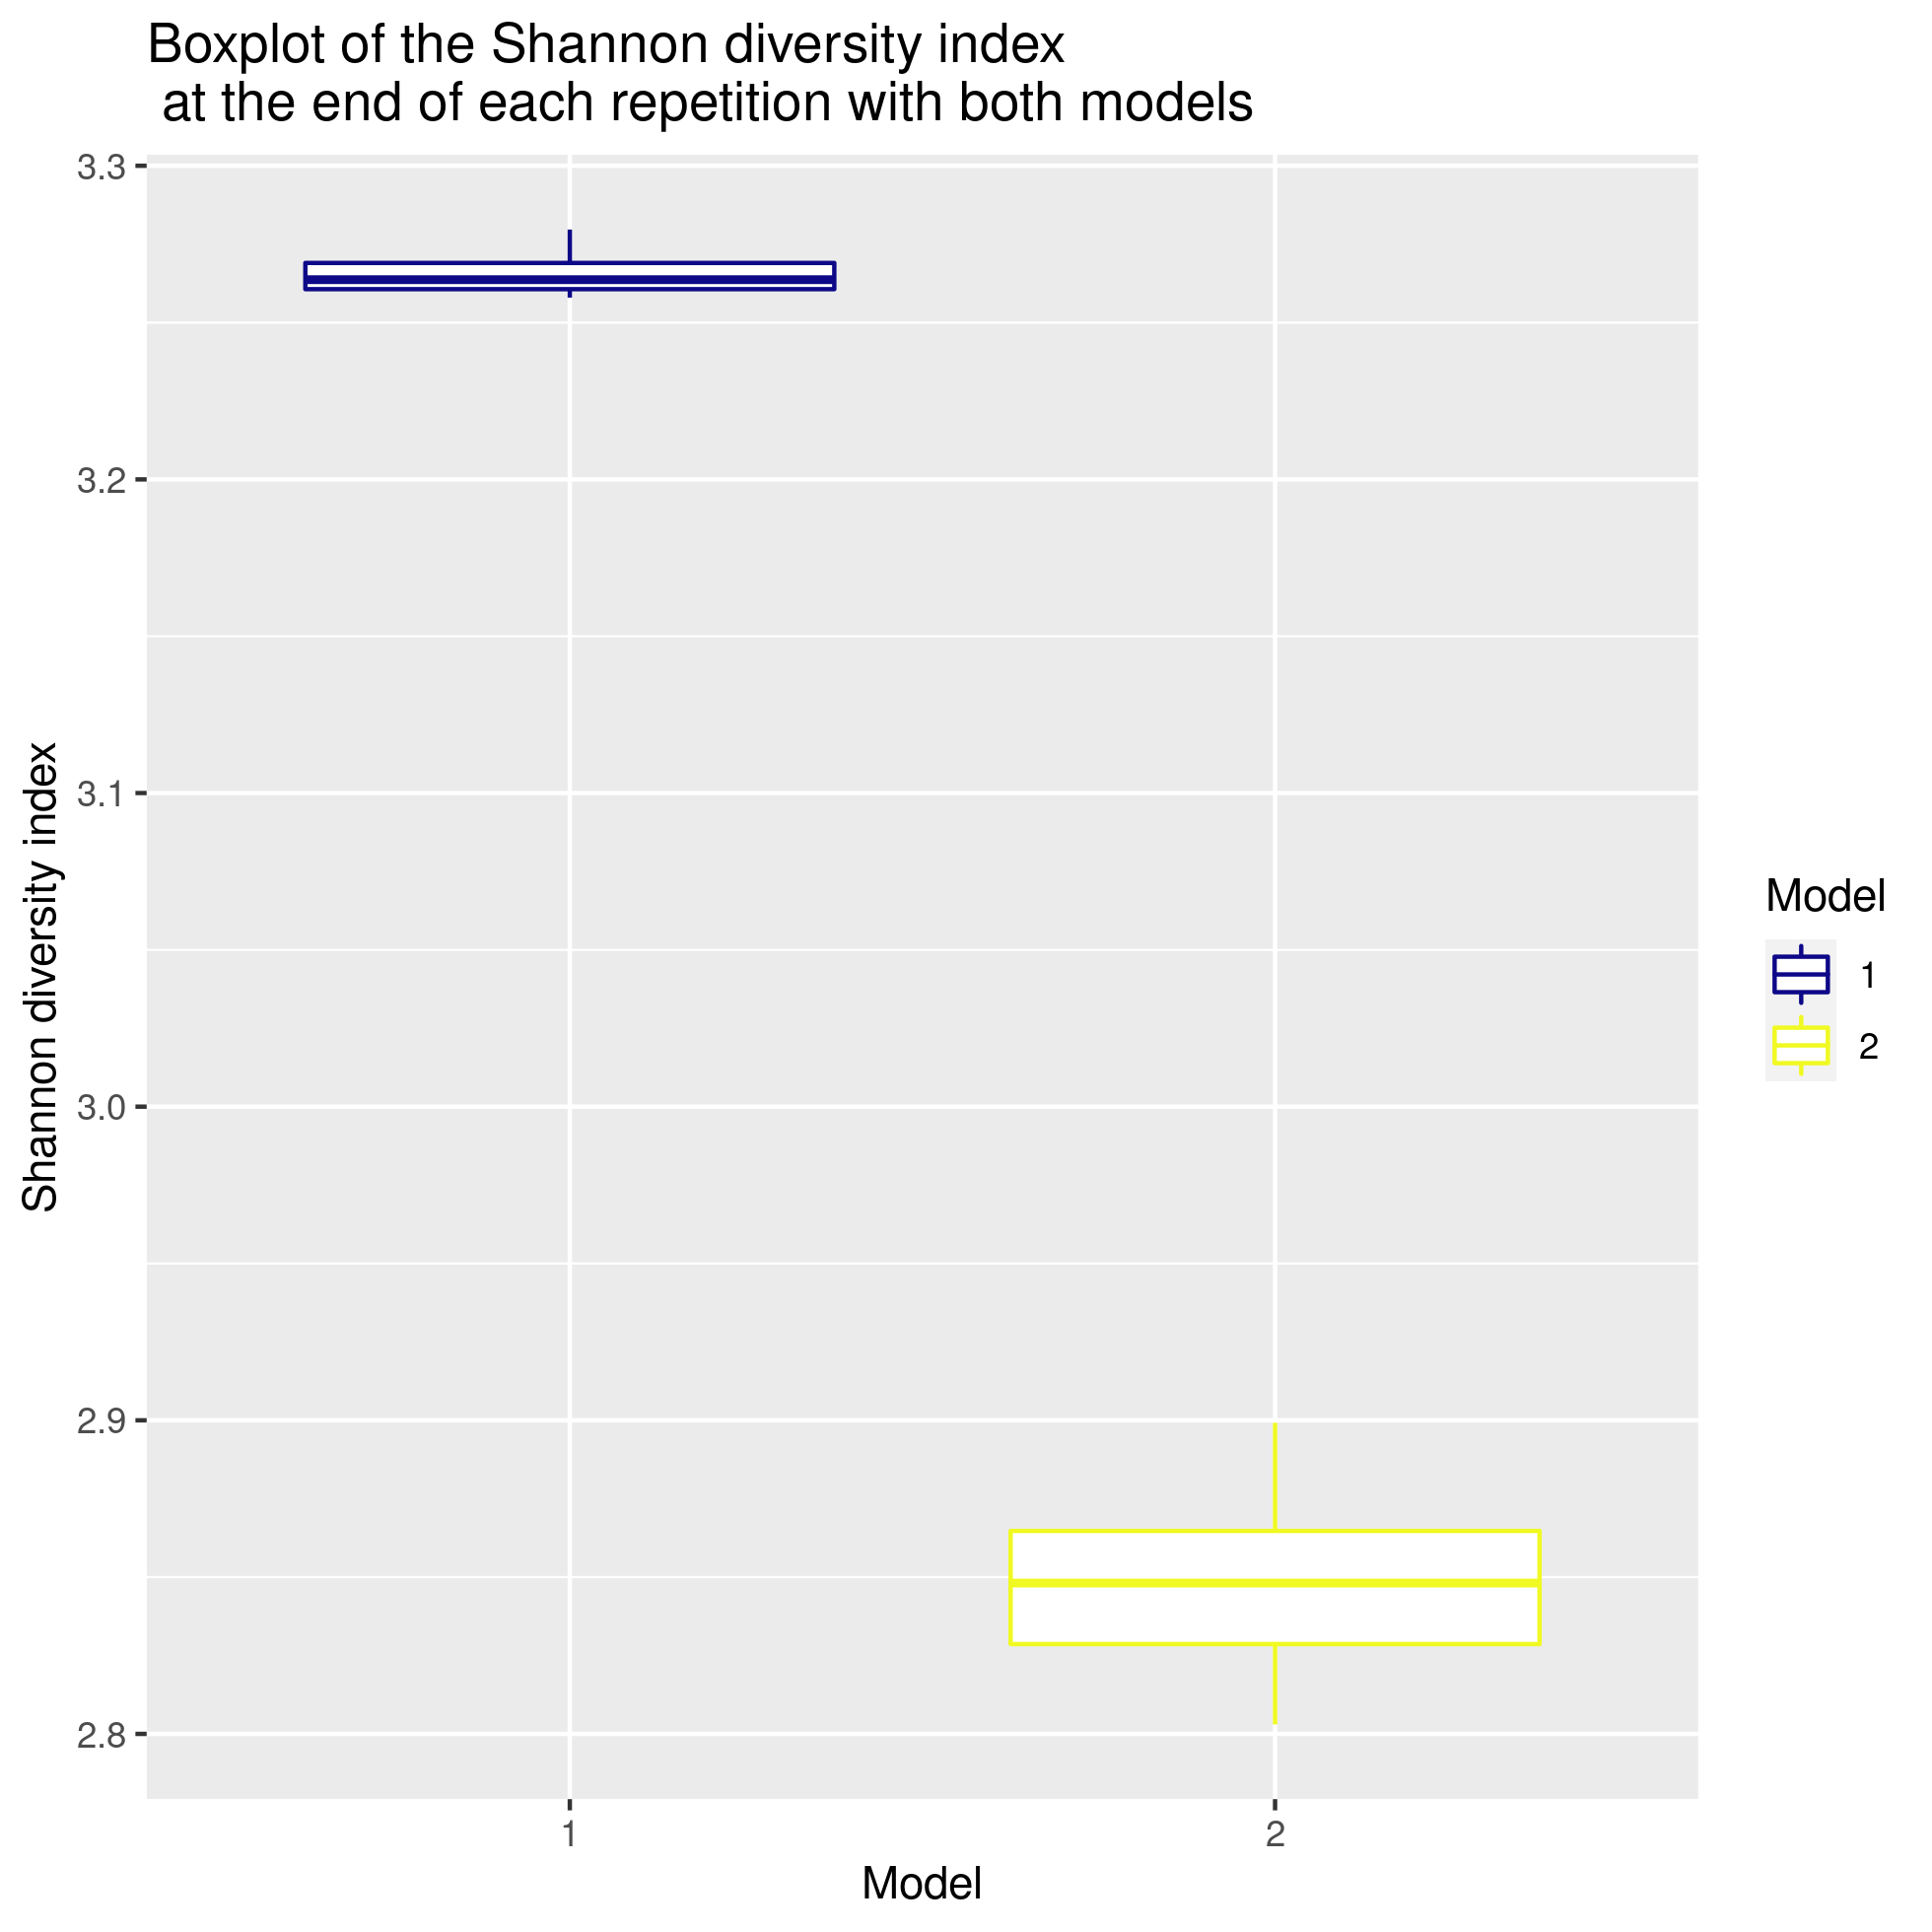 Boxplot of the Shannon diversity index
at the end of each repetition with both models
3.3
3.2
3.1
3.0
2.9
2.8
Shannon diversity index
1
2
Model
Model
1
2